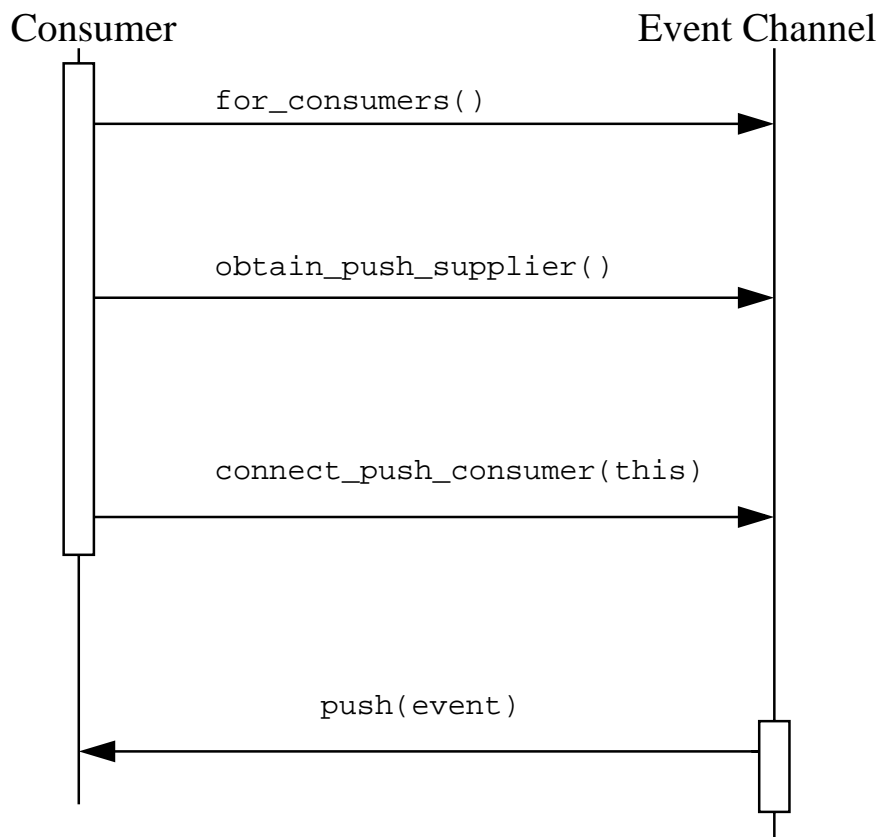 Consumer
Event Channel
for_consumers()
obtain_push_supplier()
connect_push_consumer(this)
push(event)